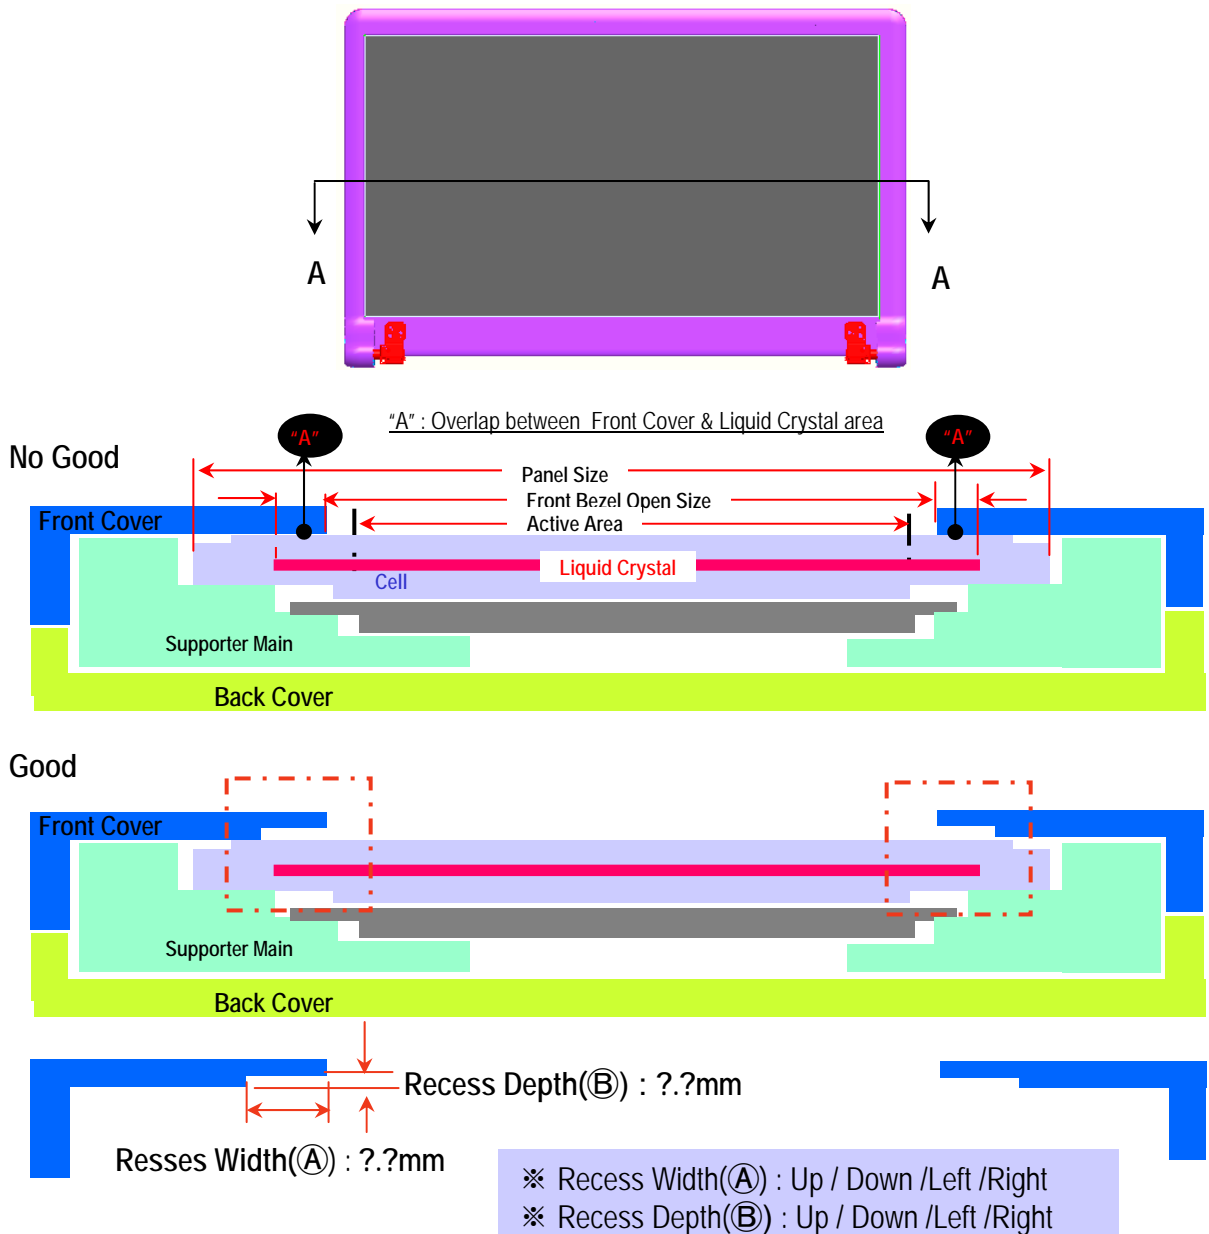 A
A
"A" : Overlap between Front Cover & Liquid Crystal area
"A"
"A"
No Good
Panel Size
Front Bezel Open Size
Front Cover
Active Area
Liquid Crystal
Cell
Supporter Main
Back Cover
Good
Front Cover
Supporter Main
Back Cover
Recess Depth(Ⓑ) : ?.?mm
Resses Width(Ⓐ) : ?.?mm
※ Recess Width(Ⓐ) : Up / Down /Left /Right
※ Recess Depth(Ⓑ) : Up / Down /Left /Right